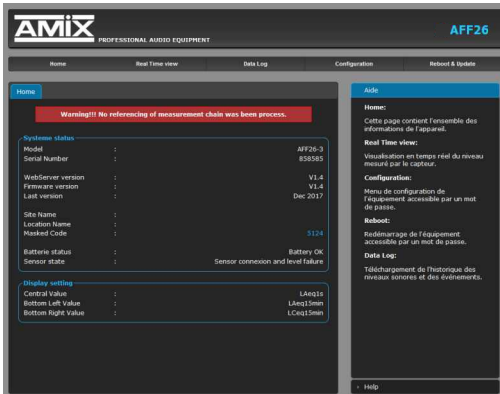 AMiX PROFESSIONAL AUDIO EQUIPMENT
AFF26
Home Real Time view Data Log Configuration Reboot & Update
Home
Warning!!! No referencing of measurement chain was been process.
Systeme status
Model : AFF26-3
Serial Number : 858585
WebServer version : V1.4
Firmware version : V1.4
Last version : Dec 2017
Site Name :
Location Name :
Masked Code : 5124
Batterie status : Battery OK
Sensor state : Sensor connexion and level failure
Display setting
Central Value : LAeq1s
Bottom Left Value : LAeq15min
Bottom Right Value : LCeq15min
Aide
Home:
Cette page contient l'ensemble des
informations de l'appareil.
Real Time view:
Visualisation en temps réel du niveau
mesuré par le capteur.
Configuration:
Menu de configuration de
l'équipement accessible par un mot
de passe.
Reboot:
Redémarrage de l'équipement
accessible par un mot de passe.
Data Log:
Téléchargement de l'historique des
niveaux sonores et des événements.
Help